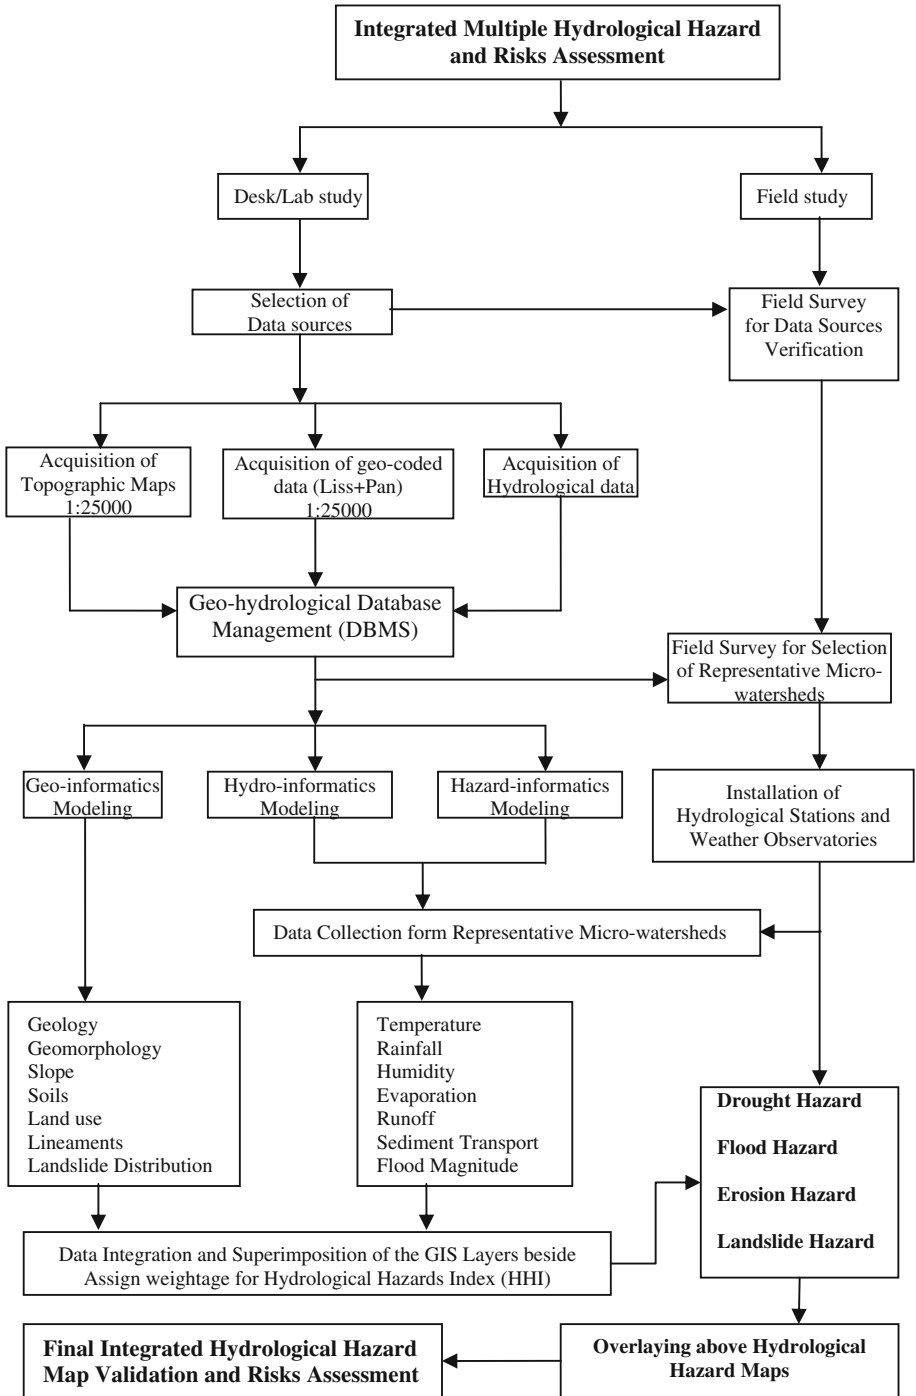 Integrated Multiple Hydrological Hazard
and Risks Assessment
Desk/Lab study
Field study
Selection of
Data sources
Field Survey
for Data Sources
Verification
Acquisition of
Topographic Maps
1:25000
Acquisition of geo-coded
data (Liss+Pan)
1:25000
Acquisition of
Hydrological data
Geo-hydrological Database
Management (DBMS)
Field Survey for Selection
of Representative Micro-
watersheds
Geo-informatics
Modeling
Hydro-informatics
Modeling
Hazard-informatics
Modeling
Installation of
Hydrological Stations and
Weather Observatories
Data Collection form Representative Micro-watersheds
Geology
Geomorphology
Slope
Soils
Land use
Lineaments
Landslide Distribution
Temperature
Rainfall
Humidity
Evaporation
Runoff
Sediment Transport
Flood Magnitude
Drought Hazard
Flood Hazard
Erosion Hazard
Landslide Hazard
Data Integration and Superimposition of the GIS Layers beside
Assign weightage for Hydrological Hazards Index (HHI)
Final Integrated Hydrological Hazard
Map Validation and Risks Assessment
Overlaying above Hydrological
Hazard Maps